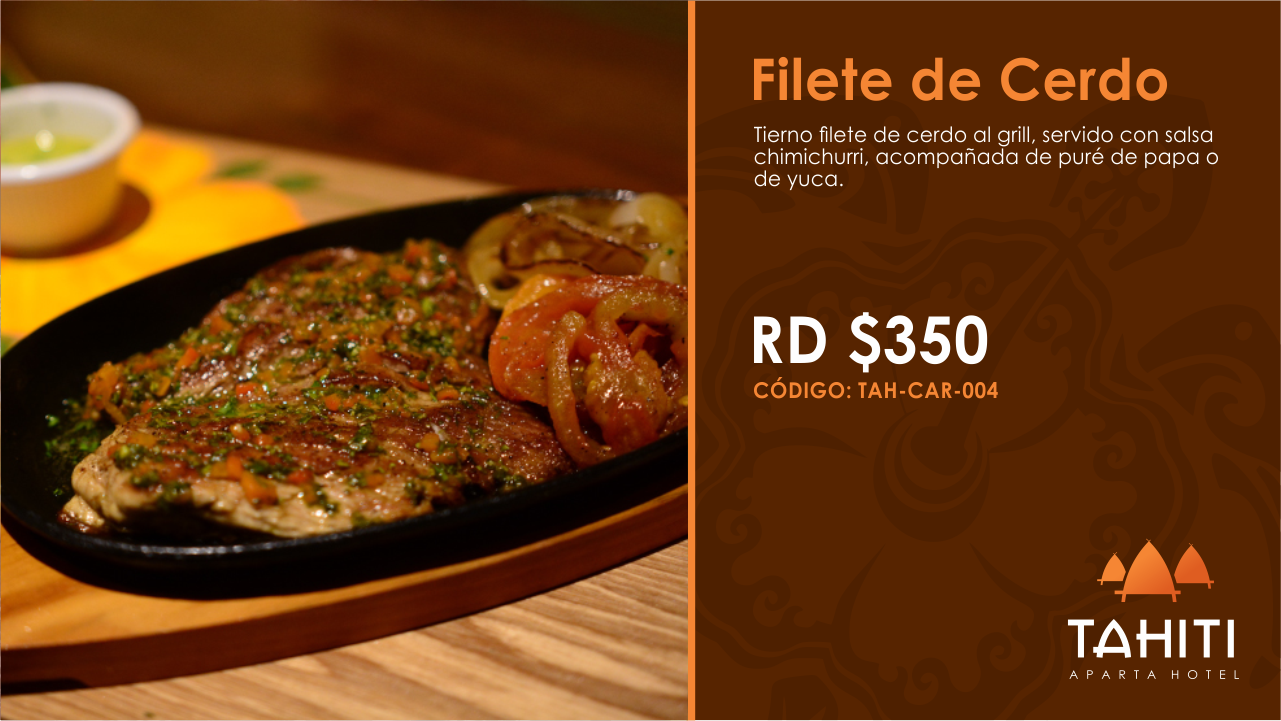 Filete de Cerdo
Tierno filete de cerdo al grill, servido con salsa
chimichurri, acompañada de puré de papa o
de yuca.
RD $350
CÓDIGO: TAH-CAR-004
TAHITI
APARTA HOTEL